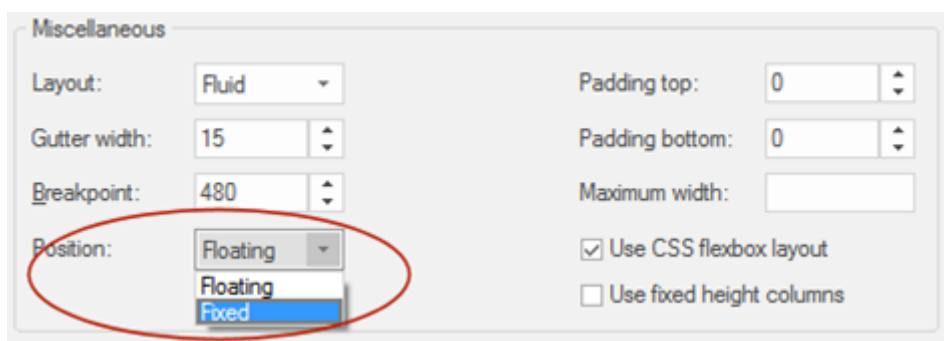 Miscellaneous
Layout: Fluid Padding top: 0
Gutter width: 15 Padding bottom: 0
Breakpoint: 480 Maximum width:
Position: Floating Use CSS flexbox layout
Floating
Fixed Use fixed height columns